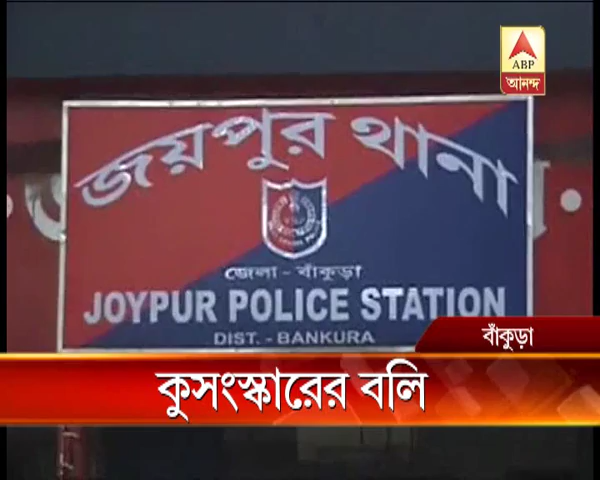 ABP
আনন্দ
জয়পুর থানা
জেলা - বাঁকুড়া
JOYPUR POLICE STATION
DIST. - BANKURA
বাঁকুড়া
কুসংস্কারের বলি